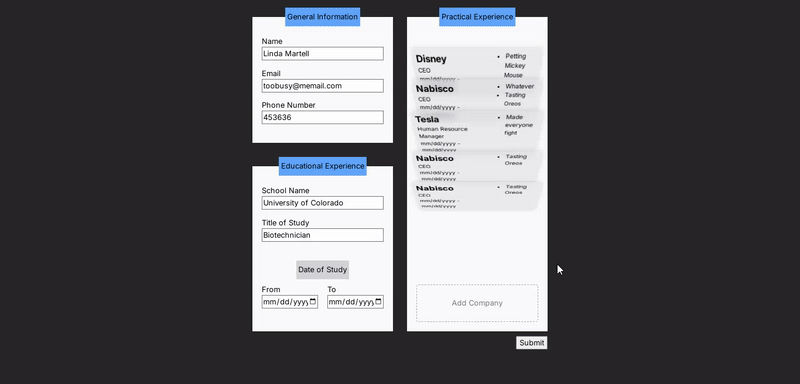 General Information
Name
Linda Martell
Email
toobusy@memail.com
Phone Number
453636
Educational Experience
School Name
University of Colorado
Title of Study
Biotechnician
Date of Study
From To
mm/dd/yyyy mm/dd/yyyy
Practical Experience
Disney
CEO
mm/dd/yyyy -
Petting
Mickey
Mouse
Nabisco
CEO
mm/dd/yyyy -
Whatever
Tasting
Oreos
Tesla
Human Resource
Manager
mm/dd/yyyy -
mm/dd/yyyy
Made
everyone
fight
Nabisco
CEO
mm/dd/yyyy -
mm/dd/yyyy
Tasting
Oreos
Nabisco
CEO
mm/dd/yyyy -
mm/dd/yyyy
Tasting
Oreos
Add Company
Submit